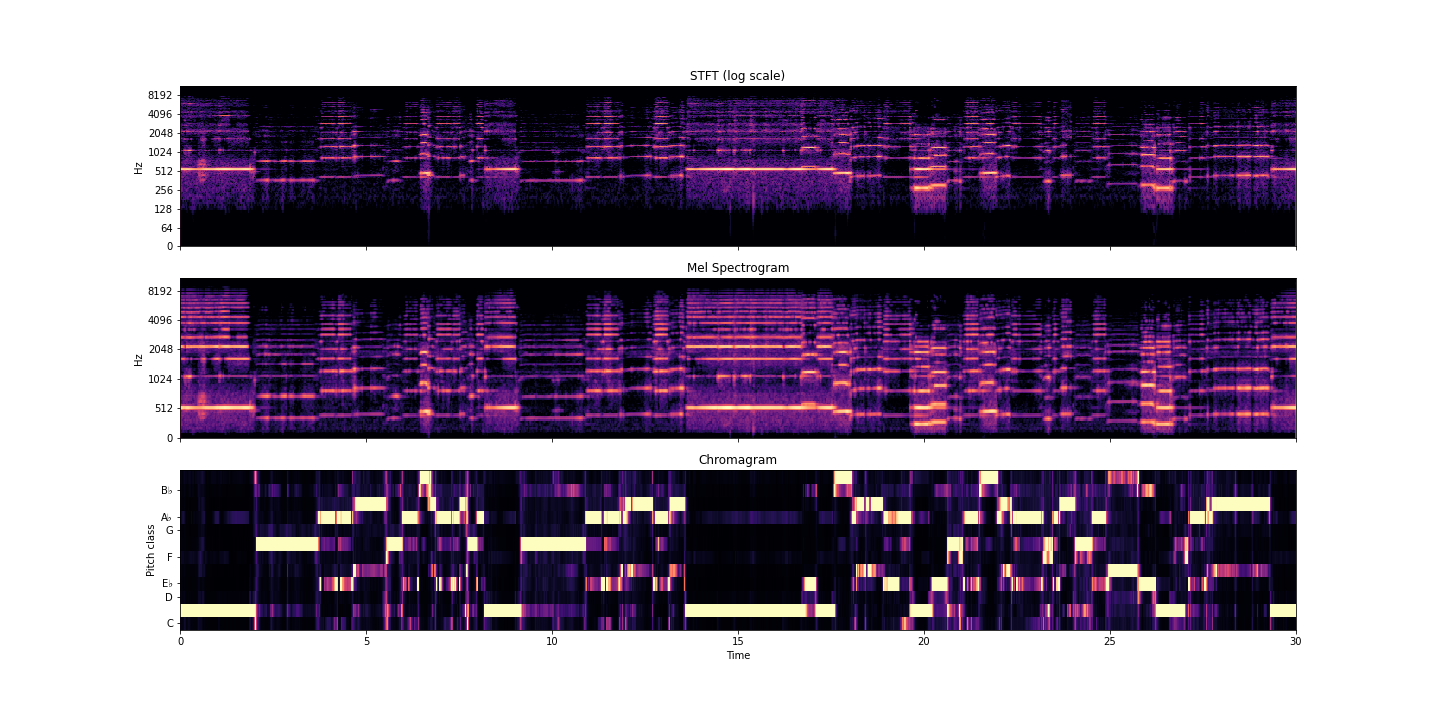 STFT (log scale)
8192
4096
2048
1024
512
256
128
64
0
Hz
Mel Spectrogram
8192
4096
2048
1024
512
0
Hz
Chromagram
B♭
A♭
G
F
E♭
D
C
Pitch class
0 5 10 15 20 25 30
Time